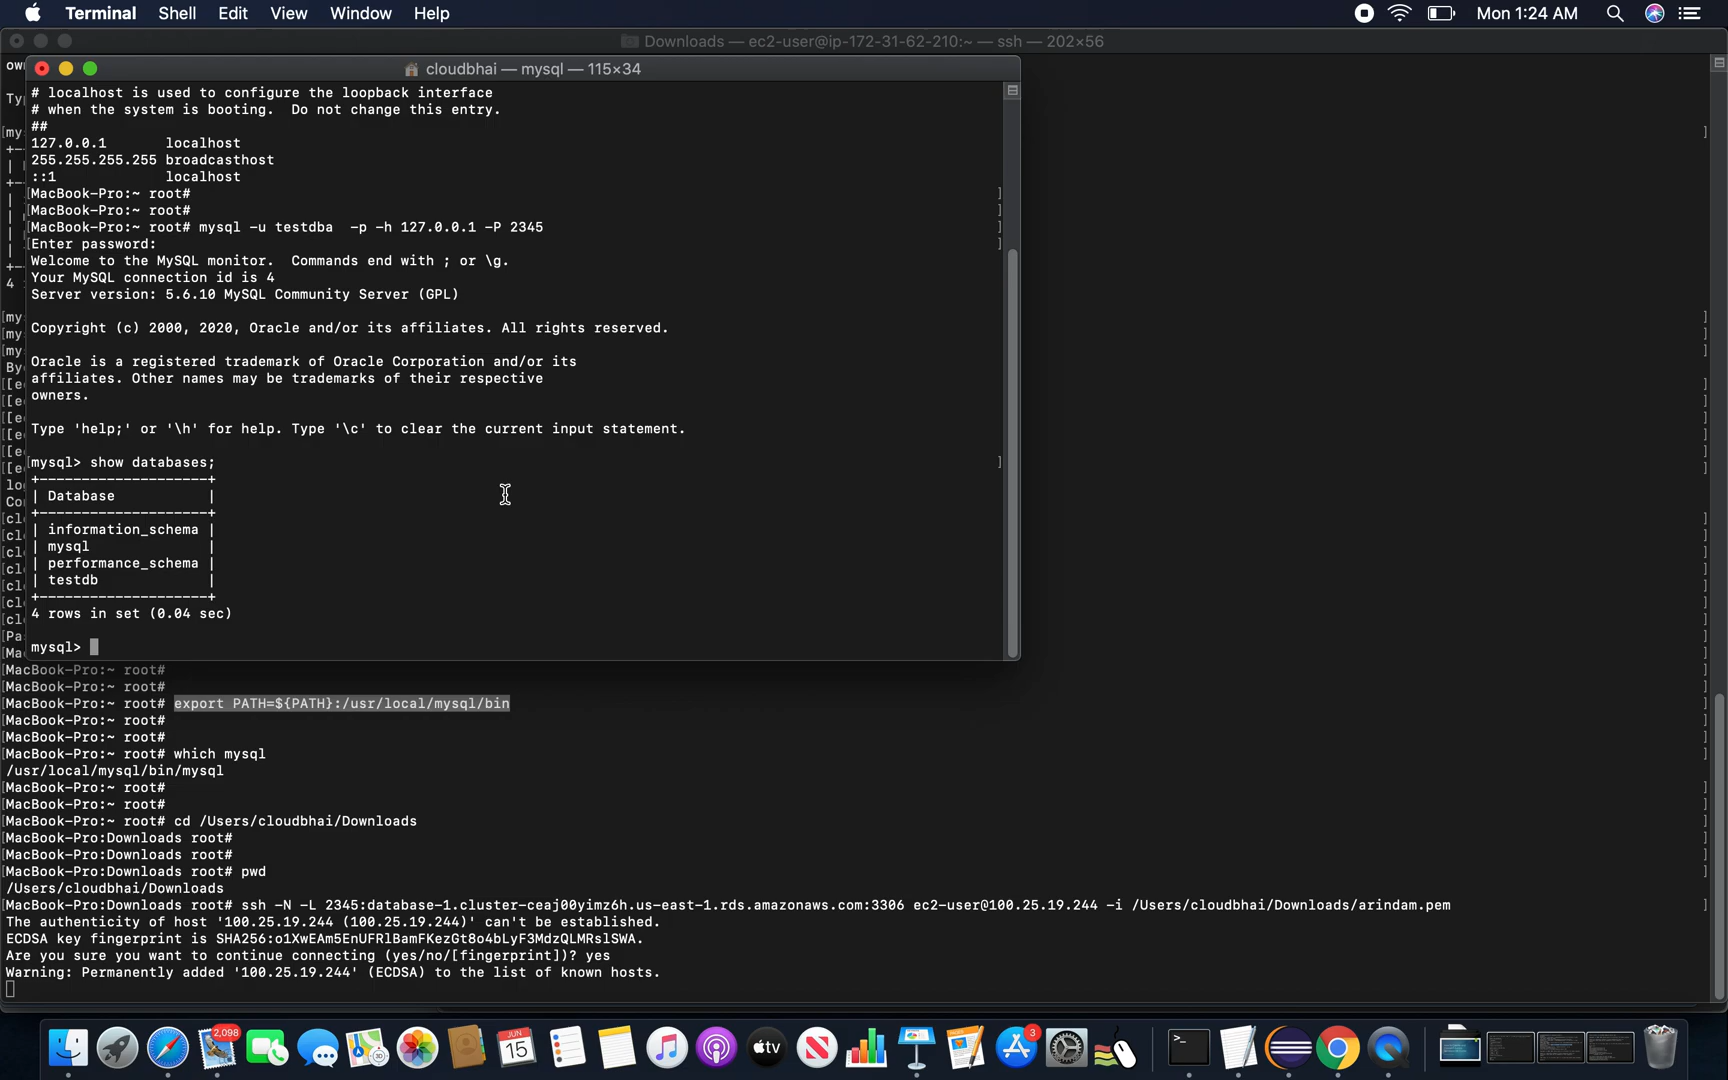 Terminal Shell Edit View Window Help Mon 1:24 AM
Downloads — ec2-user@ip-172-31-62-210:~ — ssh — 202×56
cloudbhai — mysql — 115×34
# localhost is used to configure the loopback interface
# when the system is booting.  Do not change this entry.
##
127.0.0.1       localhost
255.255.255.255 broadcasthost
::1             localhost
[MacBook-Pro:~ root# ]
[MacBook-Pro:~ root# ]
[MacBook-Pro:~ root# mysql -u testdba  -p -h 127.0.0.1 -P 2345 ]
[Enter password: ]
Welcome to the MySQL monitor.  Commands end with ; or \g.
Your MySQL connection id is 4
Server version: 5.6.10 MySQL Community Server (GPL)
Copyright (c) 2000, 2020, Oracle and/or its affiliates. All rights reserved.
Oracle is a registered trademark of Oracle Corporation and/or its
affiliates. Other names may be trademarks of their respective
owners.
Type 'help;' or '\h' for help. Type '\c' to clear the current input statement.
[mysql> show databases; ]
+--------------------+
| Database           |
+--------------------+
| information_schema |
| mysql              |
| performance_schema |
| testdb             |
+--------------------+
4 rows in set (0.04 sec)
mysql>
[MacBook-Pro:~ root# ]
[MacBook-Pro:~ root# ]
[MacBook-Pro:~ root# export PATH=${PATH}:/usr/local/mysql/bin ]
[MacBook-Pro:~ root# ]
[MacBook-Pro:~ root# ]
[MacBook-Pro:~ root# which mysql ]
/usr/local/mysql/bin/mysql
[MacBook-Pro:~ root# ]
[MacBook-Pro:~ root# ]
[MacBook-Pro:~ root# cd /Users/cloudbhai/Downloads ]
[MacBook-Pro:Downloads root# ]
[MacBook-Pro:Downloads root# ]
[MacBook-Pro:Downloads root# pwd ]
/Users/cloudbhai/Downloads
[MacBook-Pro:Downloads root# ssh -N -L 2345:database-1.cluster-ceaj00yimz6h.us-east-1.rds.amazonaws.com:3306 ec2-user@100.25.19.244 -i /Users/cloudbhai/Downloads/arindam.pem ]
The authenticity of host '100.25.19.244 (100.25.19.244)' can't be established.
ECDSA key fingerprint is SHA256:o1XwEAm5EnUFRlBamFKezGt8o4bLyF3MdzQLMRslSWA.
Are you sure you want to continue connecting (yes/no/[fingerprint])? yes
Warning: Permanently added '100.25.19.244' (ECDSA) to the list of known hosts.
2,098
JUN
15
tv
3